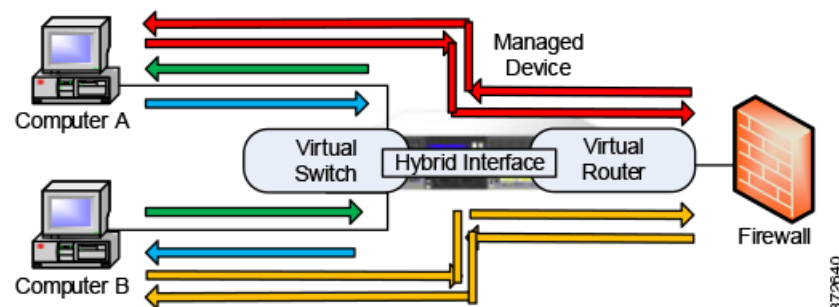 Managed
Device
Computer A
Virtual
Switch
Hybrid Interface
Virtual
Router
Firewall
Computer B